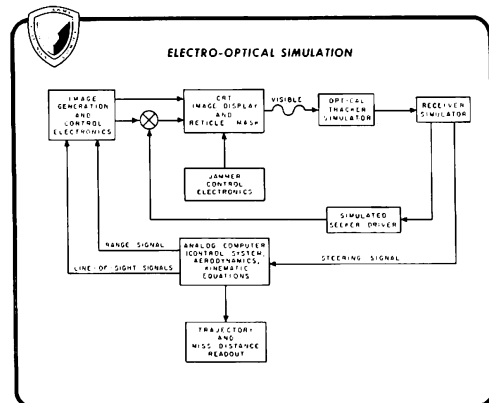 ELECTRO-OPTICAL SIMULATION
IMAGE
GENERATION
AND
CONTROL
ELECTRONICS
CRT
IMAGE DISPLAY
AND
RETICLE MASK
VISIBLE
OPTICAL
TRACKER
SIMULATOR
RECEIVER
SIMULATOR
JAMMER
CONTROL
ELECTRONICS
SIMULATED
SEEKER DRIVER
RANGE SIGNAL
LINE-OF SIGHT SIGNALS
ANALOG COMPUTER
(CONTROL SYSTEM,
AERODYNAMICS,
KINEMATIC
EQUATIONS
STEERING SIGNAL
TRAJECTORY
AND
MISS DISTANCE
READOUT